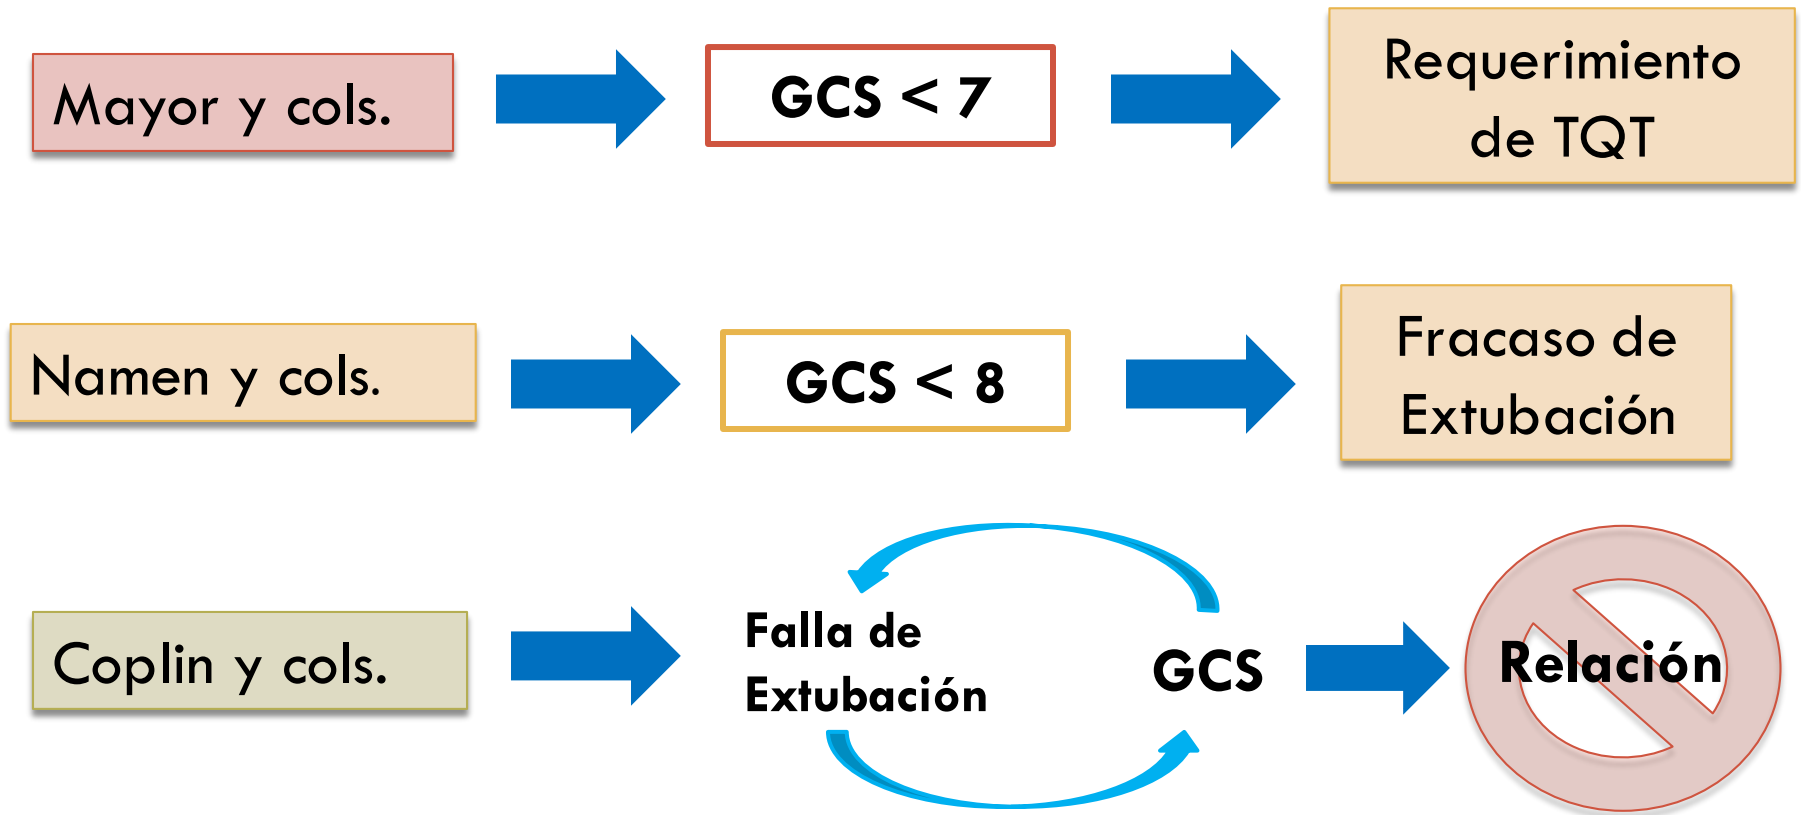 Mayor y cols.
GCS < 7
Requerimiento
de TQT
Namen y cols.
GCS < 8
Fracaso de
Extubación
Coplin y cols.
Falla de
Extubación
GCS
Relación